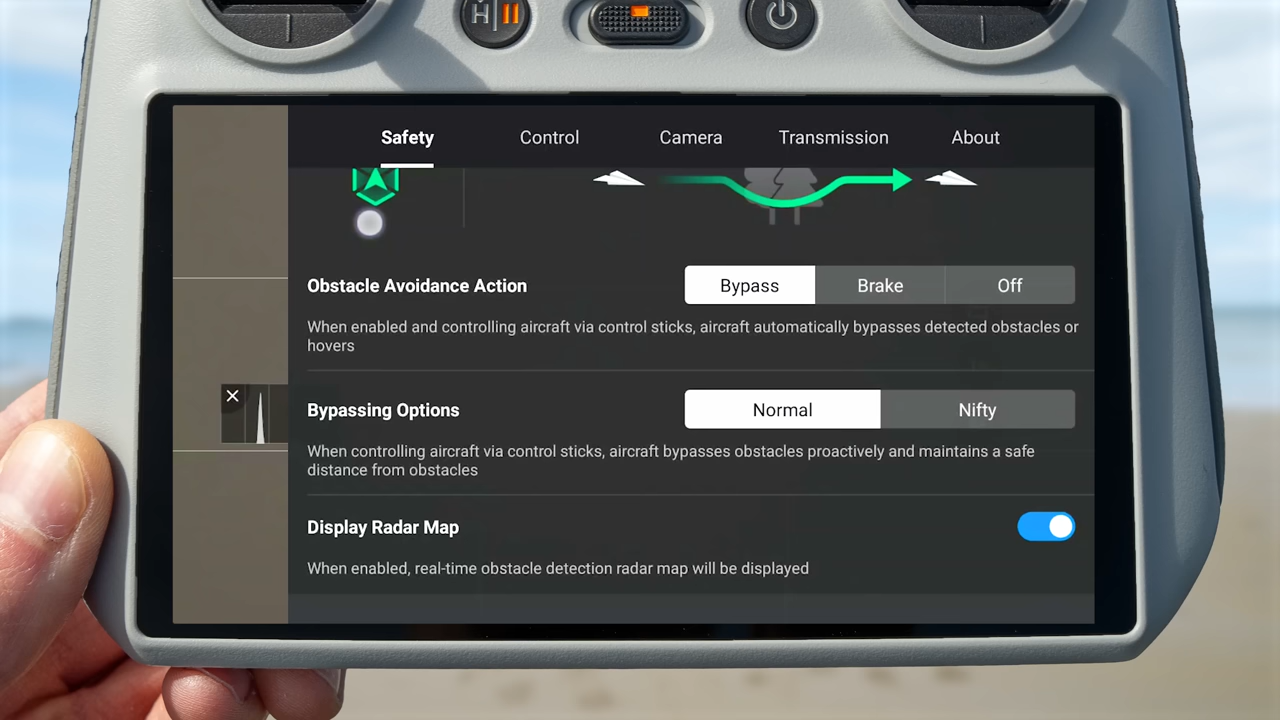 H
Safety Control Camera Transmission About
Obstacle Avoidance Action Bypass Brake Off
When enabled and controlling aircraft via control sticks, aircraft automatically bypasses detected obstacles or
hovers
Bypassing Options Normal Nifty
When controlling aircraft via control sticks, aircraft bypasses obstacles proactively and maintains a safe
distance from obstacles
Display Radar Map
When enabled, real-time obstacle detection radar map will be displayed